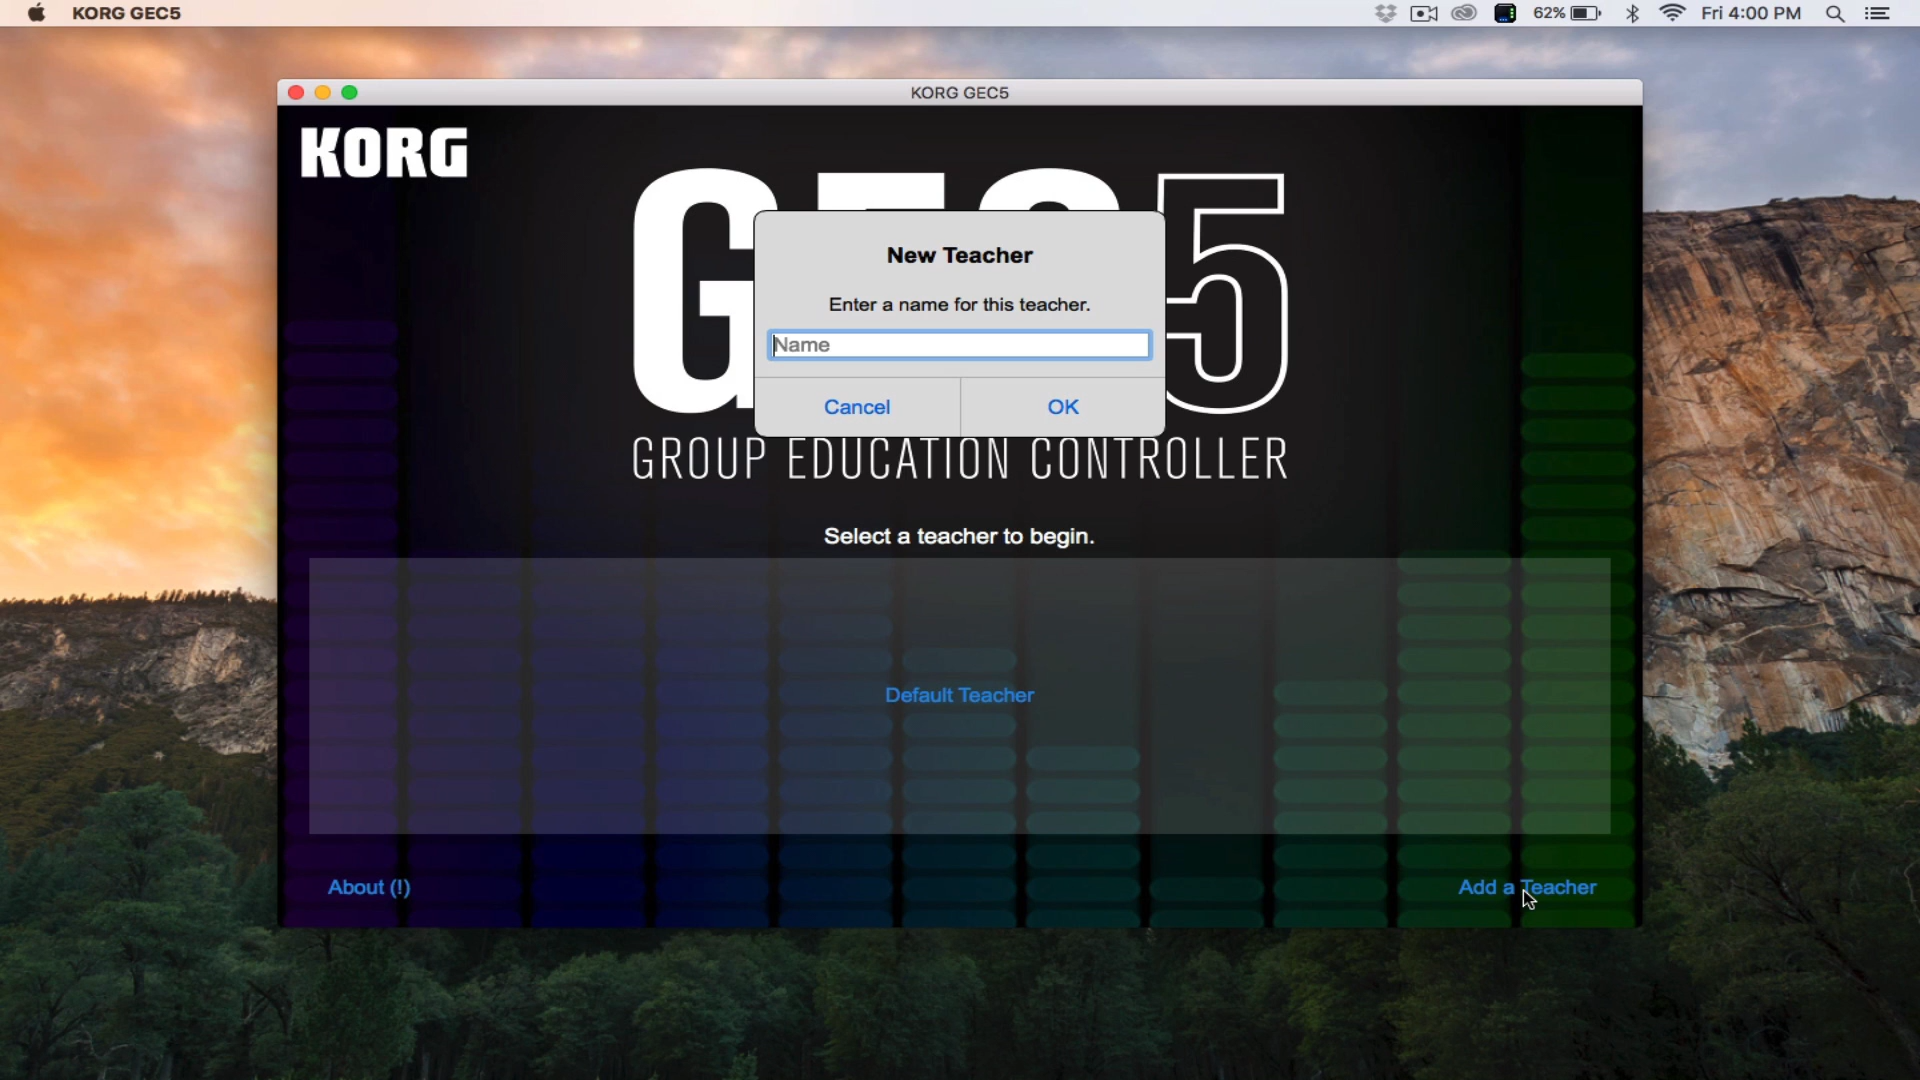 KORG GEC5
62%
Fri 4:00 PM
KORG GEC5
KORG
GEC5
GROUP EDUCATION CONTROLLER
New Teacher
Enter a name for this teacher.
Name
Cancel
OK
Select a teacher to begin.
Default Teacher
About (!)
Add a Teacher